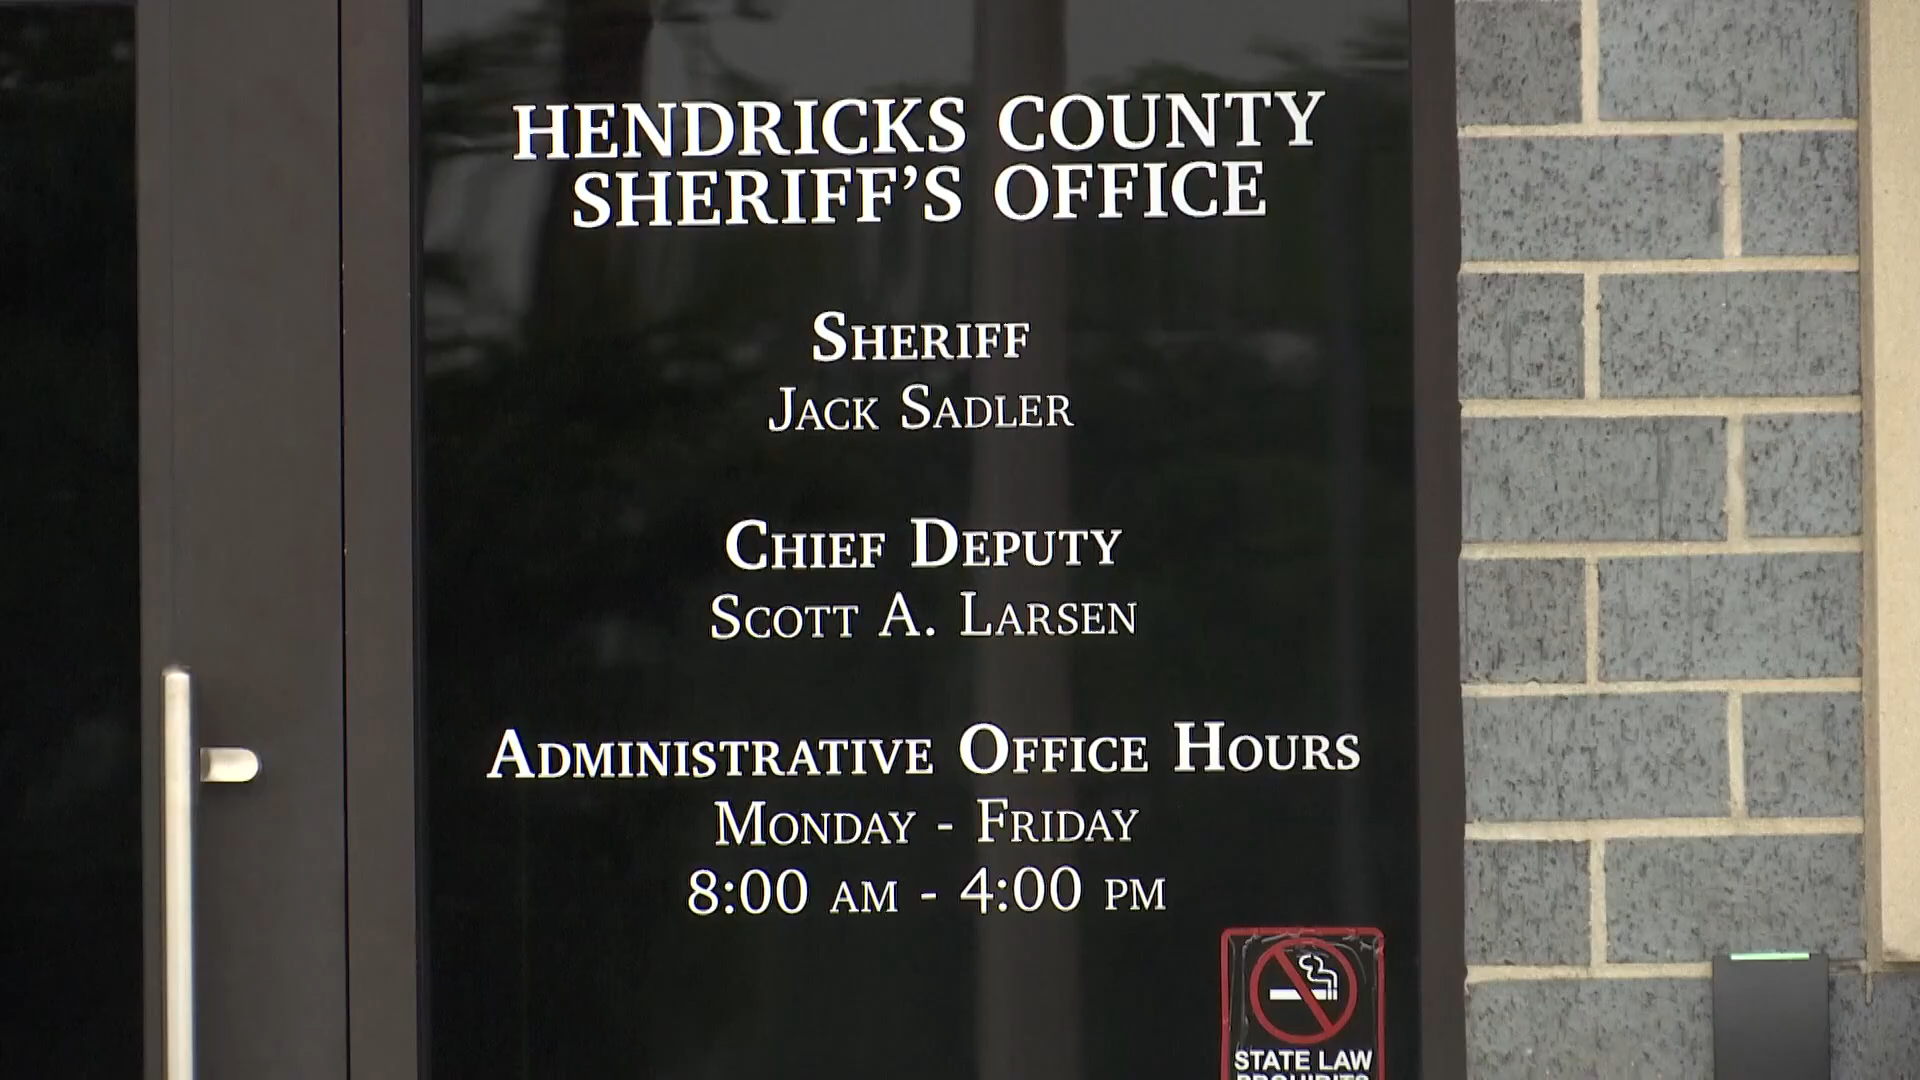 HENDRICKS COUNTY
SHERIFF'S OFFICE
SHERIFF
JACK SADLER
CHIEF DEPUTY
SCOTT A. LARSEN
ADMINISTRATIVE OFFICE HOURS
MONDAY - FRIDAY
8:00 AM - 4:00 PM
STATE LAW
PROHIBITS